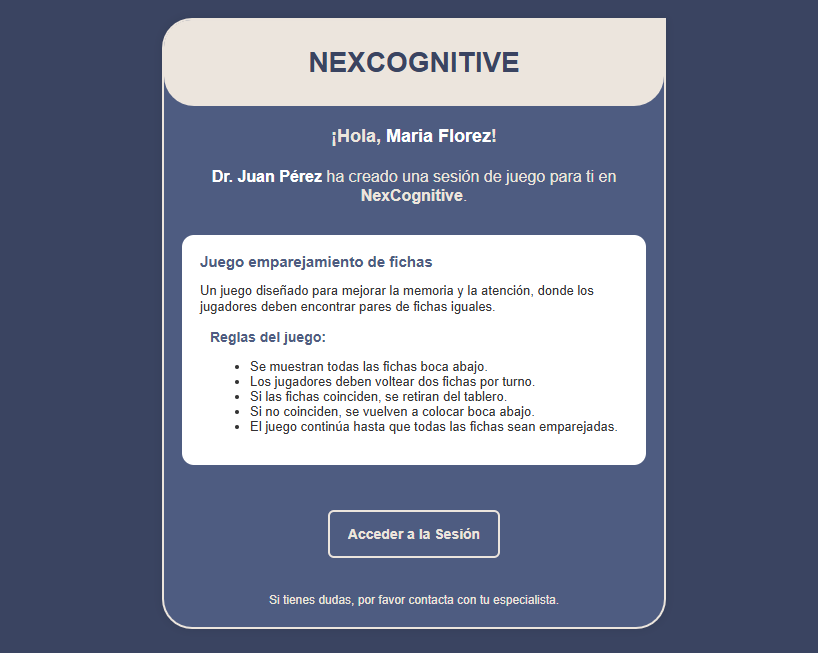 NEXCOGNITIVE
¡Hola, Maria Florez!
Dr. Juan Pérez ha creado una sesión de juego para ti en
NexCognitive.
Juego emparejamiento de fichas
Un juego diseñado para mejorar la memoria y la atención, donde los
jugadores deben encontrar pares de fichas iguales.
Reglas del juego:
• Se muestran todas las fichas boca abajo.
• Los jugadores deben voltear dos fichas por turno.
• Si las fichas coinciden, se retiran del tablero.
• Si no coinciden, se vuelven a colocar boca abajo.
• El juego continúa hasta que todas las fichas sean emparejadas.
Acceder a la Sesión
Si tienes dudas, por favor contacta con tu especialista.